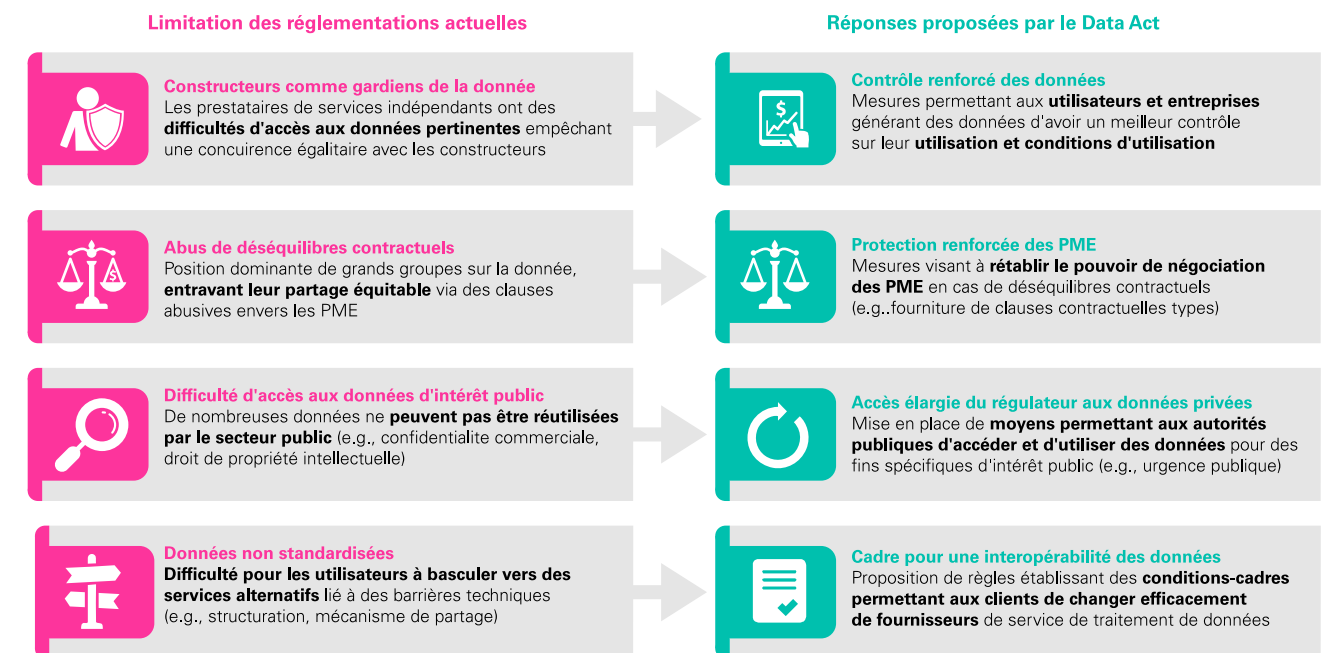 Limitation des réglementations actuelles
Réponses proposées par le Data Act
Constructeurs comme gardiens de la donnée
Les prestataires de services indépendants ont des
difficultés d'accès aux données pertinentes empêchant
une concuirence égalitaire avec les constructeurs
Contrôle renforcé des données
Mesures permettant aux utilisateurs et entreprises
générant des données d'avoir un meilleur contrôle
sur leur utilisation et conditions d'utilisation
Abus de déséquilibres contractuels
Position dominante de grands groupes sur la donnée,
entravant leur partage équitable via des clauses
abusives envers les PME
Protection renforcée des PME
Mesures visant à rétablir le pouvoir de négociation
des PME en cas de déséquilibres contractuels
(e.g..fourniture de clauses contractuelles types)
Difficulté d'accès aux données d'intérêt public
De nombreuses données ne peuvent pas être réutilisées
par le secteur public (e.g., confidentialite commerciale,
droit de propriété intellectuelle)
Accès élargie du régulateur aux données privées
Mise en place de moyens permettant aux autorités
publiques d'accéder et d'utiliser des données pour des
fins spécifiques d'intérêt public (e.g., urgence publique)
Données non standardisées
Difficulté pour les utilisateurs à basculer vers des
services alternatifs lié à des barrières techniques
(e.g., structuration, mécanisme de partage)
Cadre pour une interopérabilité des données
Proposition de règles établissant des conditions-cadres
permettant aux clients de changer efficacement
de fournisseurs de service de traitement de données